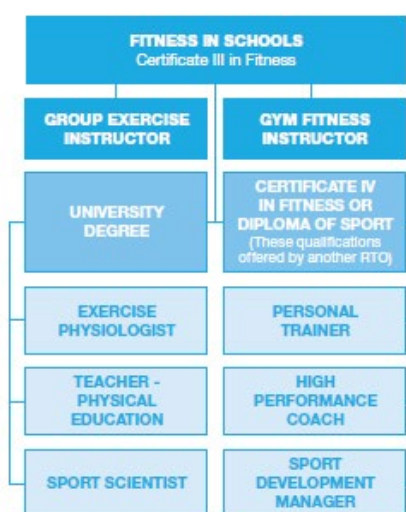 FITNESS IN SCHOOLS
Certificate III in Fitness
GROUP EXERCISE
INSTRUCTOR
GYM FITNESS
INSTRUCTOR
UNIVERSITY
DEGREE
CERTIFICATE IV
IN FITNESS OR
DIPLOMA OF SPORT
(These qualifications
offered by another RTO)
EXERCISE
PHYSIOLOGIST
PERSONAL
TRAINER
TEACHER -
PHYSICAL
EDUCATION
HIGH
PERFORMANCE
COACH
SPORT SCIENTIST
SPORT
DEVELOPMENT
MANAGER